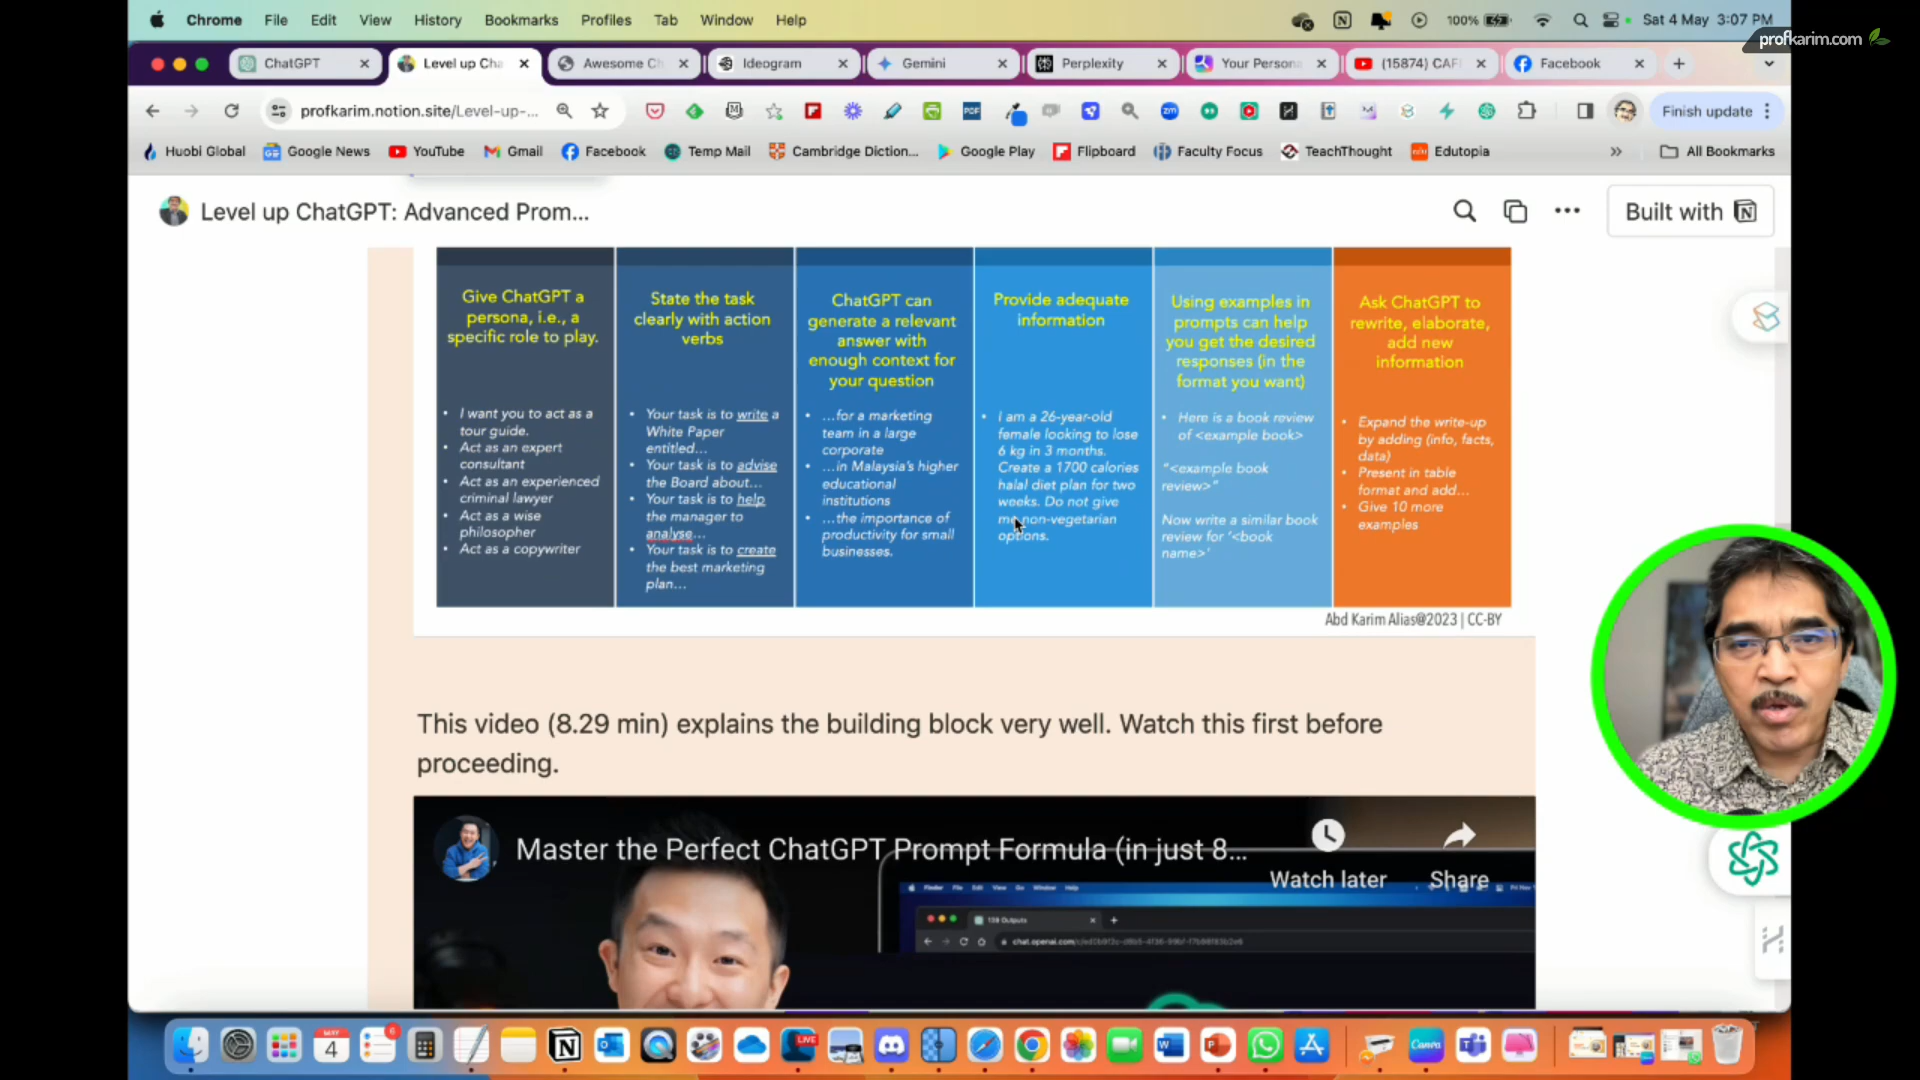 Chrome File Edit View History Bookmarks Profiles Tab Window Help 100% Sat 4 May 3:07 PM
profkarim.com
ChatGPT Level up Cha Awesome Ch Ideogram Gemini Perplexity Your Persona (15874) CAF Facebook
profkarim.notion.site/Level-up-... Finish update
Huobi Global Google News YouTube Gmail Facebook Temp Mail Cambridge Diction... Google Play Flipboard Faculty Focus TeachThought Edutopia » All Bookmarks
Level up ChatGPT: Advanced Prom... Built with
Give ChatGPT a
persona, i.e., a
specific role to play.
• I want you to act as a
tour guide.
• Act as an expert
consultant
• Act as an experienced
criminal lawyer
• Act as a wise
philosopher
• Act as a copywriter
State the task
clearly with action
verbs
• Your task is to write a
White Paper
entitled...
• Your task is to advise
the Board about...
• Your task is to help
the manager to
analyse...
• Your task is to create
the best marketing
plan...
ChatGPT can
generate a relevant
answer with
enough context for
your question
• ...for a marketing
team in a large
corporate
• ...in Malaysia's higher
educational
institutions
• ...the importance of
productivity for small
businesses.
Provide adequate
information
• I am a 26-year-old
female looking to lose
6 kg in 3 months.
Create a 1700 calories
halal diet plan for two
weeks. Do not give
me non-vegetarian
options.
Using examples in
prompts can help
you get the desired
responses (in the
format you want)
• Here is a book review
of <example book>
"<example book
review>"
Now write a similar book
review for '<book
name>'
Ask ChatGPT to
rewrite, elaborate,
add new
information
• Expand the write-up
by adding (info, facts,
data)
• Present in table
format and add...
• Give 10 more
examples
Abd Karim Alias@2023 | CC-BY
This video (8.29 min) explains the building block very well. Watch this first before
proceeding.
Master the Perfect ChatGPT Prompt Formula (in just 8...
Watch later Share
MAY
4
6
LIVE
Canva